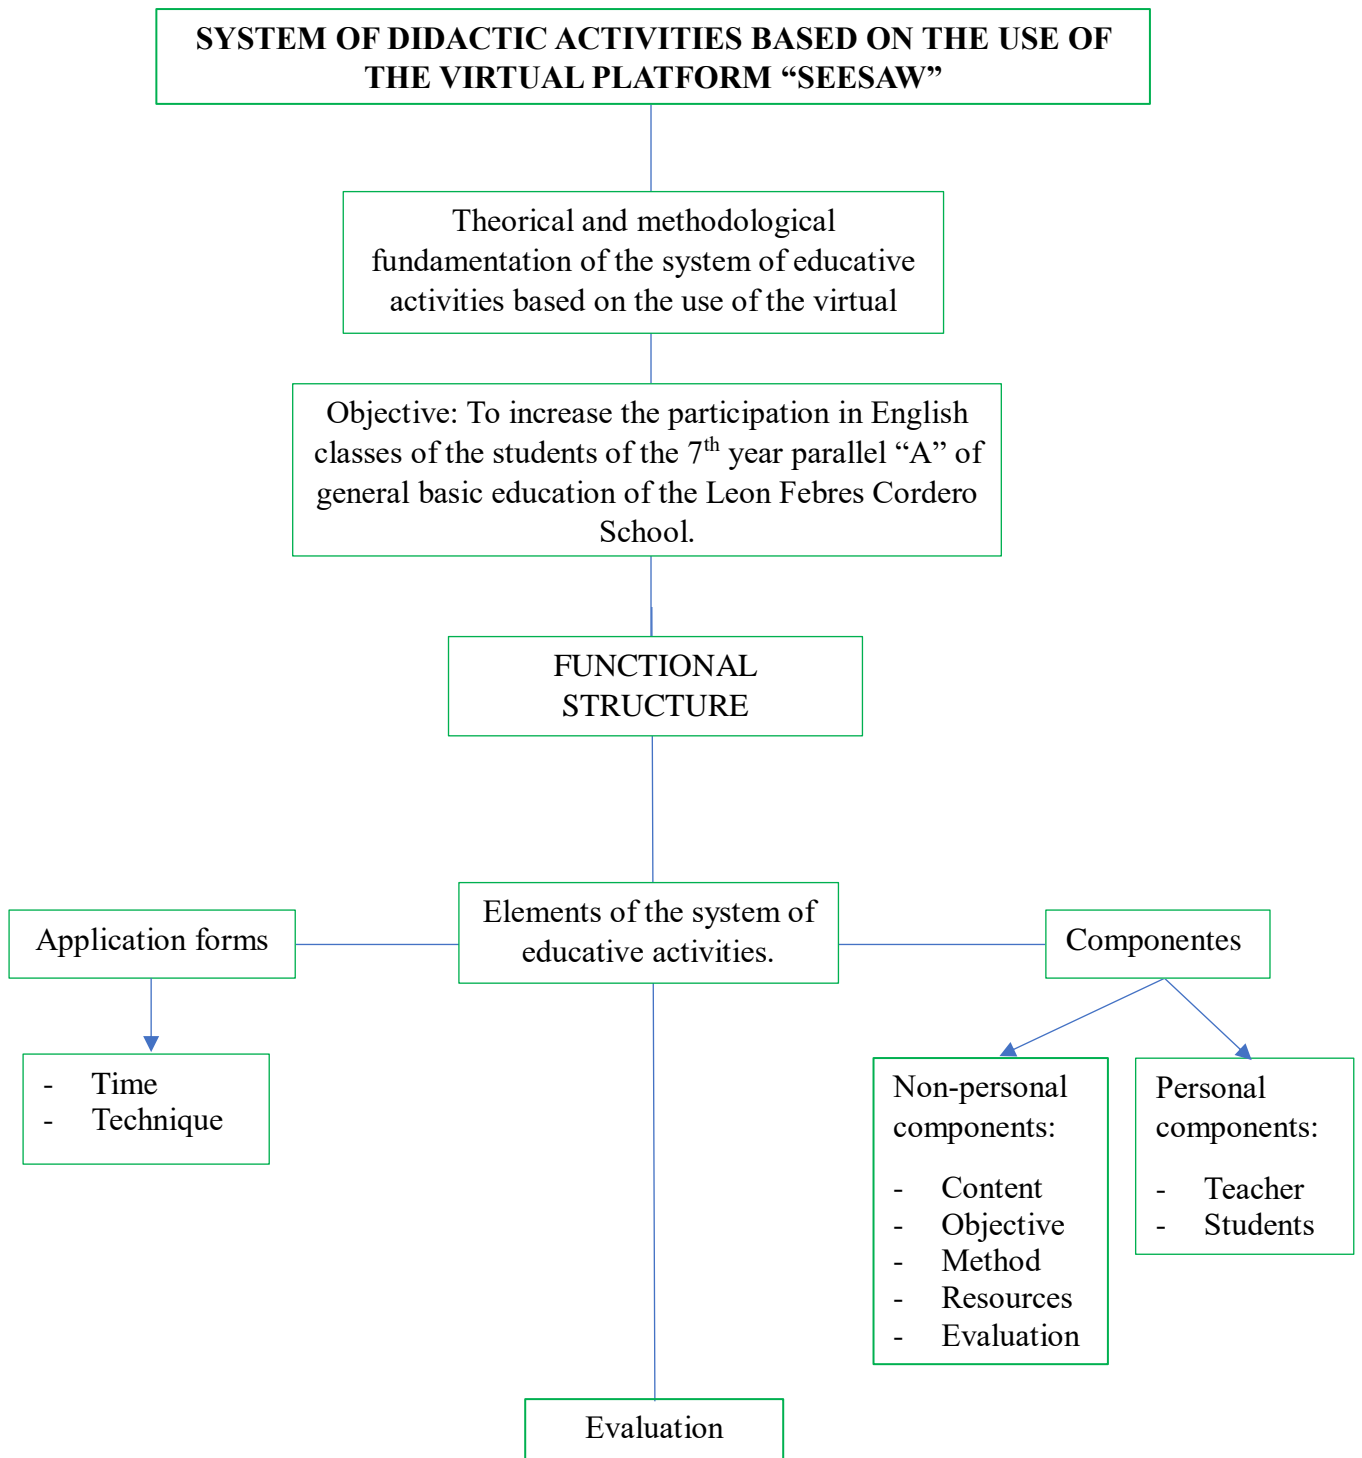 SYSTEM OF DIDACTIC ACTIVITIES BASED ON THE USE OF
THE VIRTUAL PLATFORM “SEESAW”
Theorical and methodological
fundamentation of the system of educative
activities based on the use of the virtual
Objective: To increase the participation in English
classes of the students of the 7th year parallel “A” of
general basic education of the Leon Febres Cordero
School.
FUNCTIONAL
STRUCTURE
Elements of the system of
educative activities.
Application forms
- Time
- Technique
Componentes
Non-personal
components:
- Content
- Objective
- Method
- Resources
- Evaluation
Personal
components:
- Teacher
- Students
Evaluation